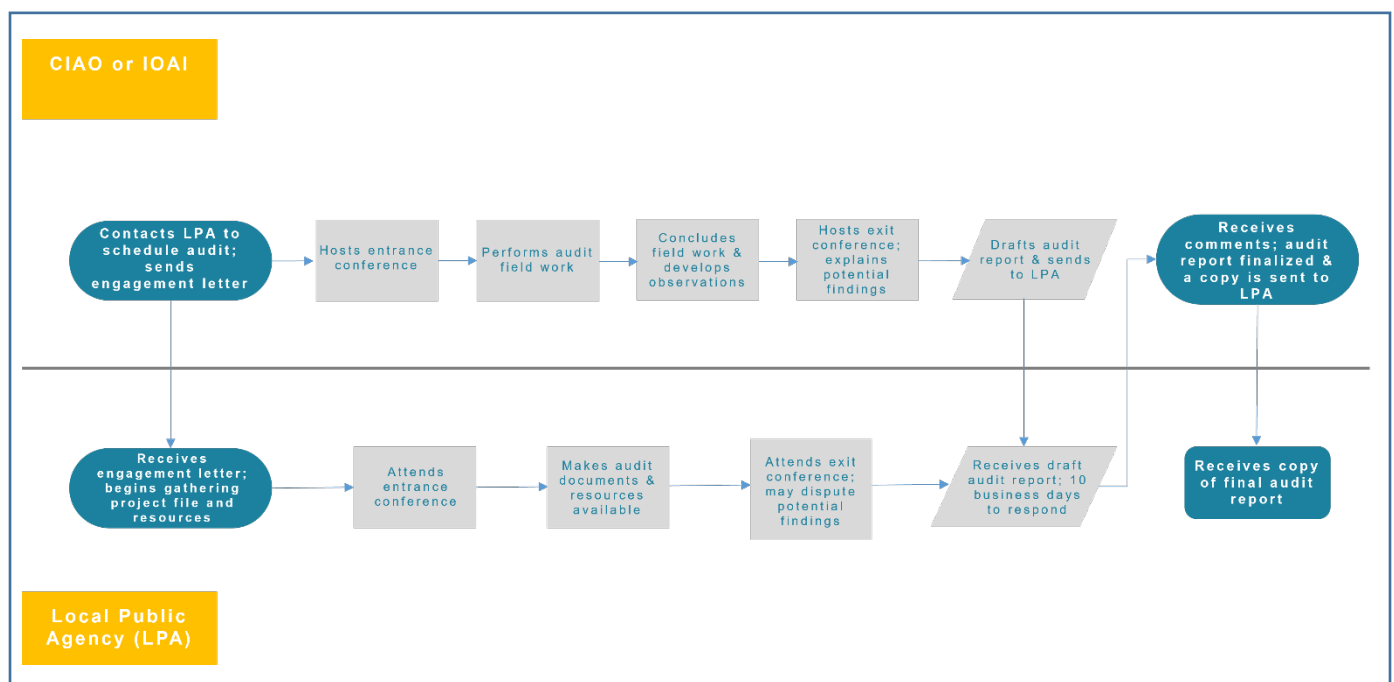 CIAO or IOAI
Contacts LPA to
schedule audit;
sends
engagement letter
Hosts entrance
conference
Performs audit
field work
Concludes
field work &
develops
observations
Hosts exit
conference;
explains
potential
findings
Drafts audit
report & sends
to LPA
Receives
comments; audit
report finalized &
a copy is sent to
LPA
Receives
engagement letter;
begins gathering
project file and
resources
Attends
entrance
conference
Makes audit
documents &
resources
available
Attends exit
conference;
may dispute
potential
findings
Receives draft
audit report; 10
business days
to respond
Receives copy
of final audit
report
Local Public
Agency (LPA)